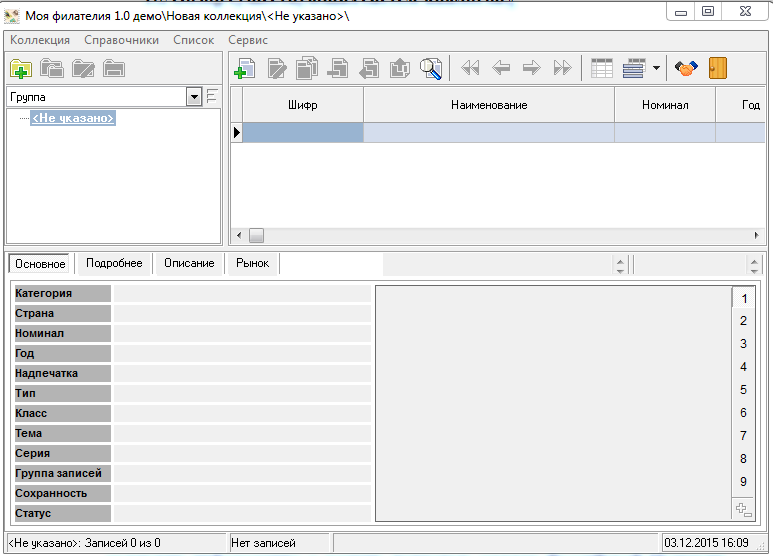 Моя филателия 1.0 демо\Новая коллекция\<Не указано>\
Коллекция Справочники Список Сервис
Группа
<Не указано>
Шифр Наименование Номинал Год
Основное Подробнее Описание Рынок
Категория
Страна
Номинал
Год
Надпечатка
Тип
Класс
Тема
Серия
Группа записей
Сохранность
Статус
1
2
3
4
5
6
7
8
9
<Не указано>: Записей 0 из 0 Нет записей 03.12.2015 16:09